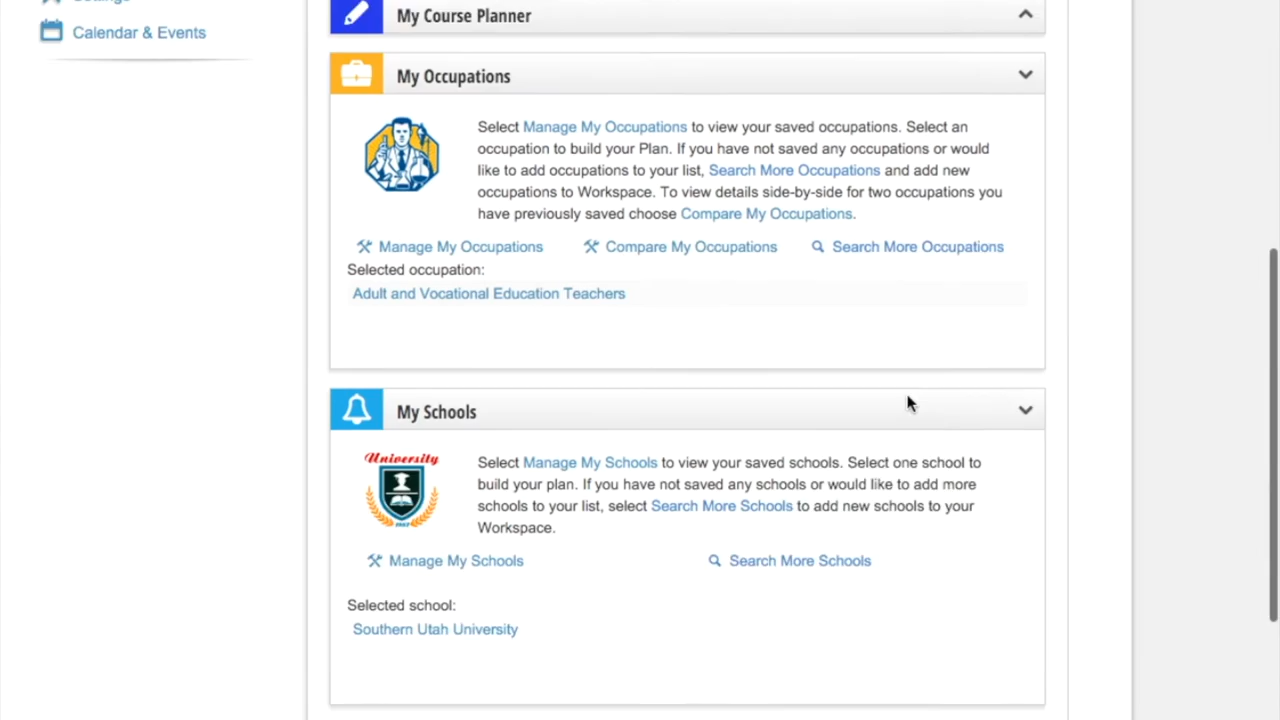 Settings
Calendar & Events
My Course Planner
My Occupations
Select Manage My Occupations to view your saved occupations. Select an
occupation to build your Plan. If you have not saved any occupations or would
like to add occupations to your list, Search More Occupations and add new
occupations to Workspace. To view details side-by-side for two occupations you
have previously saved choose Compare My Occupations.
Manage My Occupations
Compare My Occupations
Search More Occupations
Selected occupation:
Adult and Vocational Education Teachers
My Schools
University
Select Manage My Schools to view your saved schools. Select one school to
build your plan. If you have not saved any schools or would like to add more
schools to your list, select Search More Schools to add new schools to your
Workspace.
Manage My Schools
Search More Schools
Selected school:
Southern Utah University